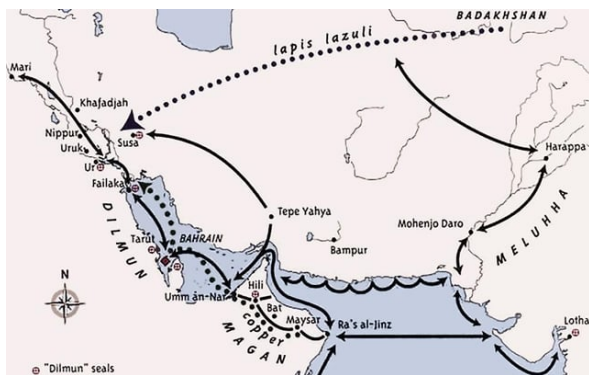 BADAKHSHAN
lapis lazuli
Mari
Khafadjah
Nippur
Uruk
Susa
Ur
Failaka
Harappa
DILMUN
Tepe Yahya
Mohenjo Daro
MELUHHA
Tarut
BAHRAIN
Bampur
N
Umm an-Nar
Hili
Bat
copper
Maysar
Ra's al-Jinz
MAGAN
Lotha
"Dilmun" seals